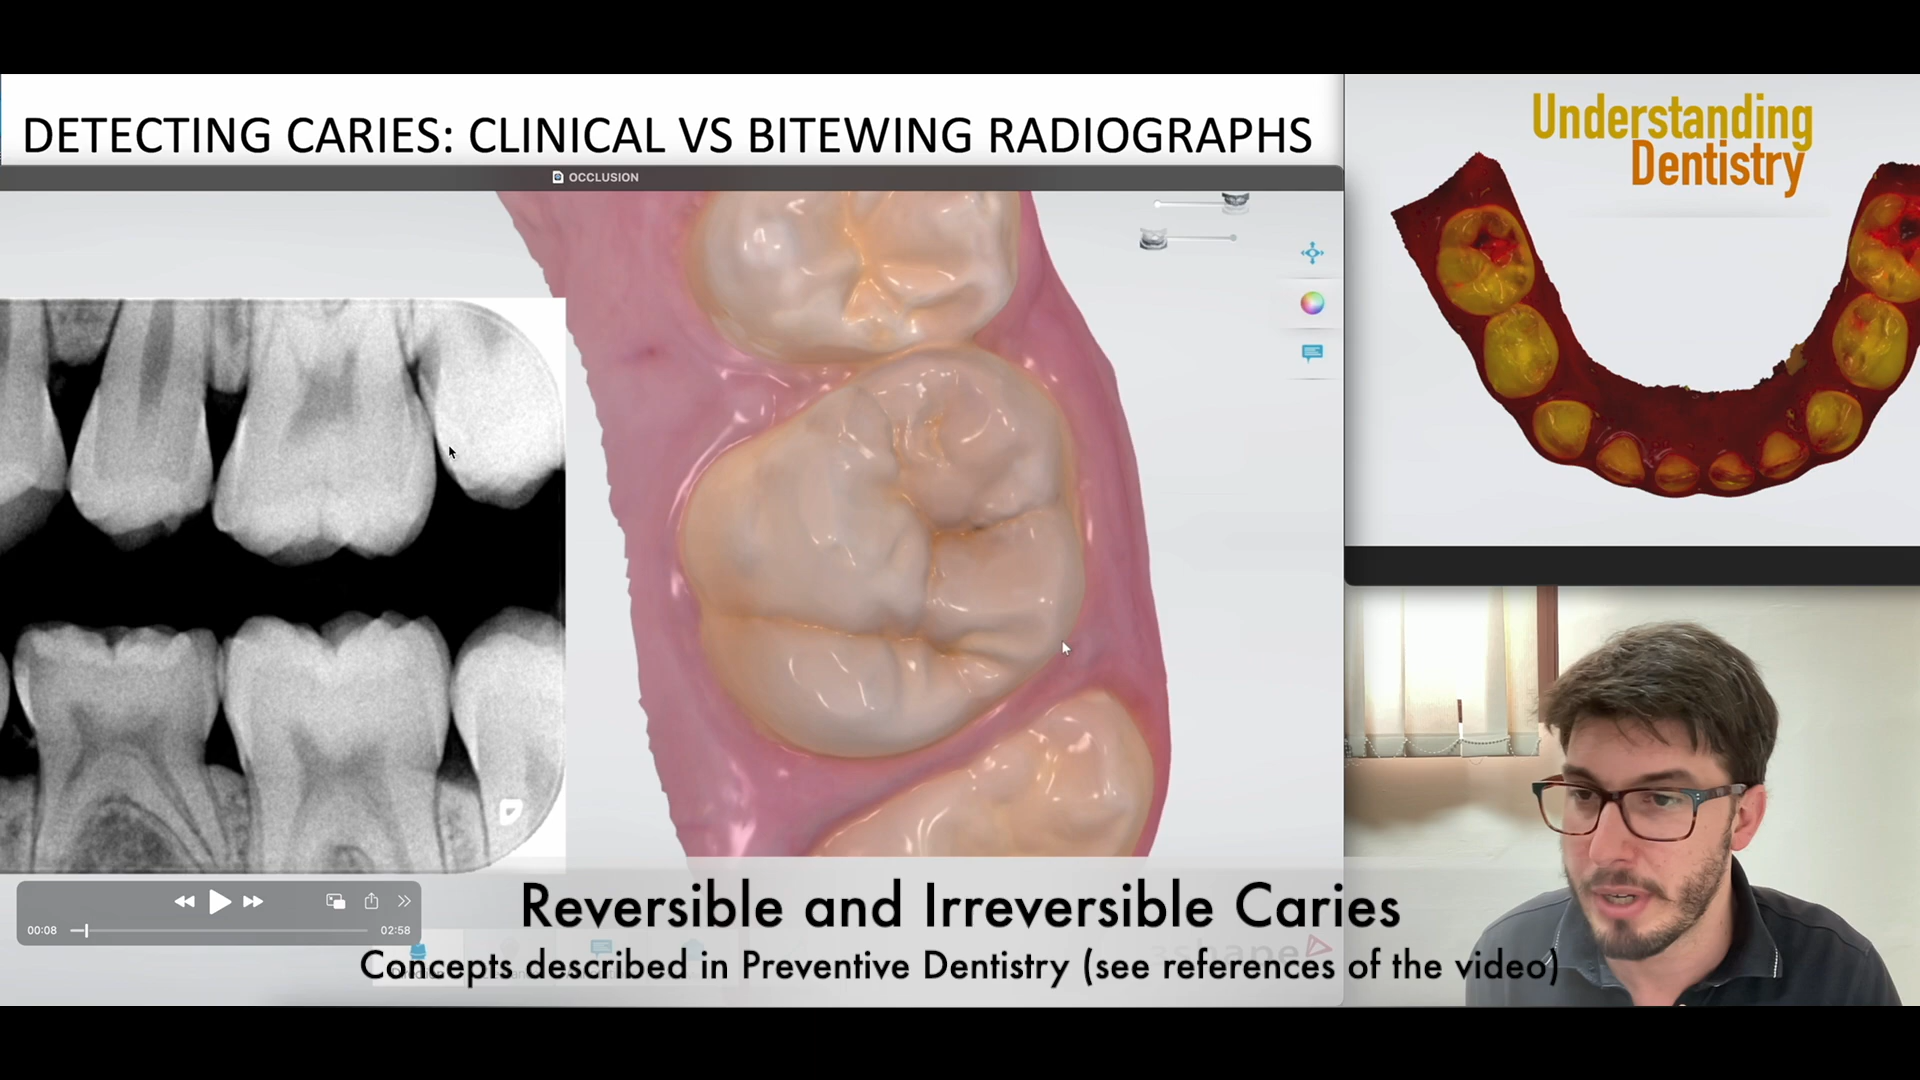 DETECTING CARIES: CLINICAL VS BITEWING RADIOGRAPHS
OCCLUSION
Understanding
Dentistry
00:08
02:58
Reversible and Irreversible Caries
3shape
Concepts described in Preventive Dentistry (see references of the video)